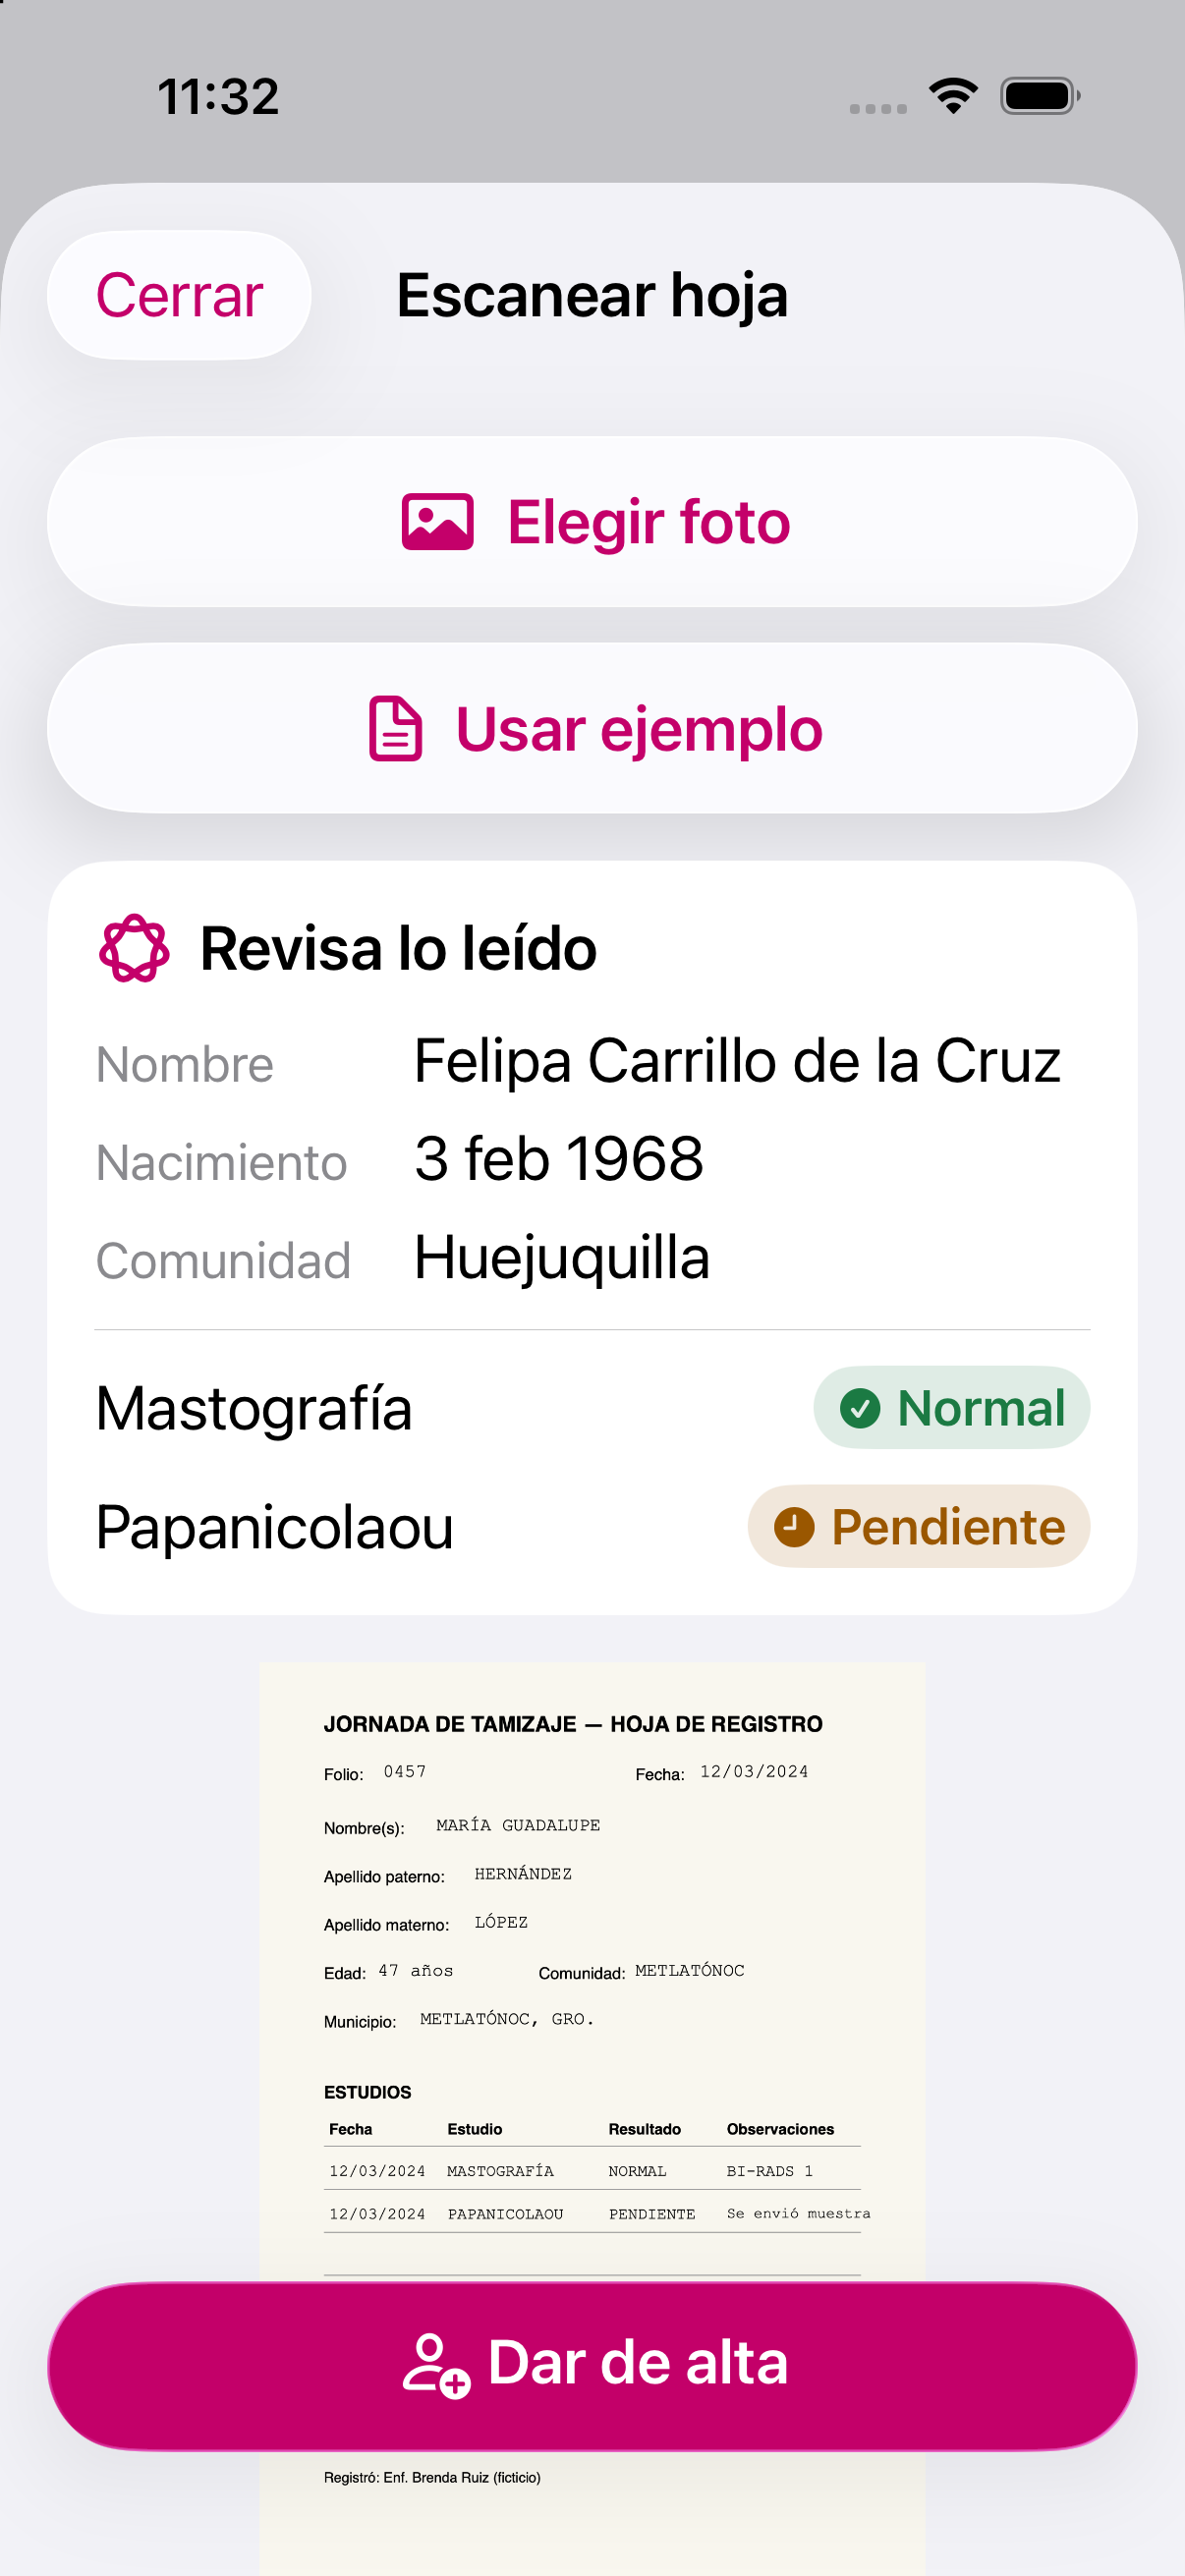 11:32
Cerrar
Escanear hoja
Elegir foto
Usar ejemplo
Revisa lo leído
Nombre Felipa Carrillo de la Cruz
Nacimiento 3 feb 1968
Comunidad Huejuquilla
Mastografía Normal
Papanicolaou Pendiente
JORNADA DE TAMIZAJE — HOJA DE REGISTRO
Folio: 0457 Fecha: 12/03/2024
Nombre(s): MARÍA GUADALUPE
Apellido paterno: HERNÁNDEZ
Apellido materno: LÓPEZ
Edad: 47 años Comunidad: METLATÓNOC
Municipio: METLATÓNOC, GRO.
ESTUDIOS
Fecha Estudio Resultado Observaciones
12/03/2024 MASTOGRAFÍA NORMAL BI-RADS 1
12/03/2024 PAPANICOLAOU PENDIENTE Se envió muestra
Dar de alta
Registró: Enf. Brenda Ruiz (ficticio)